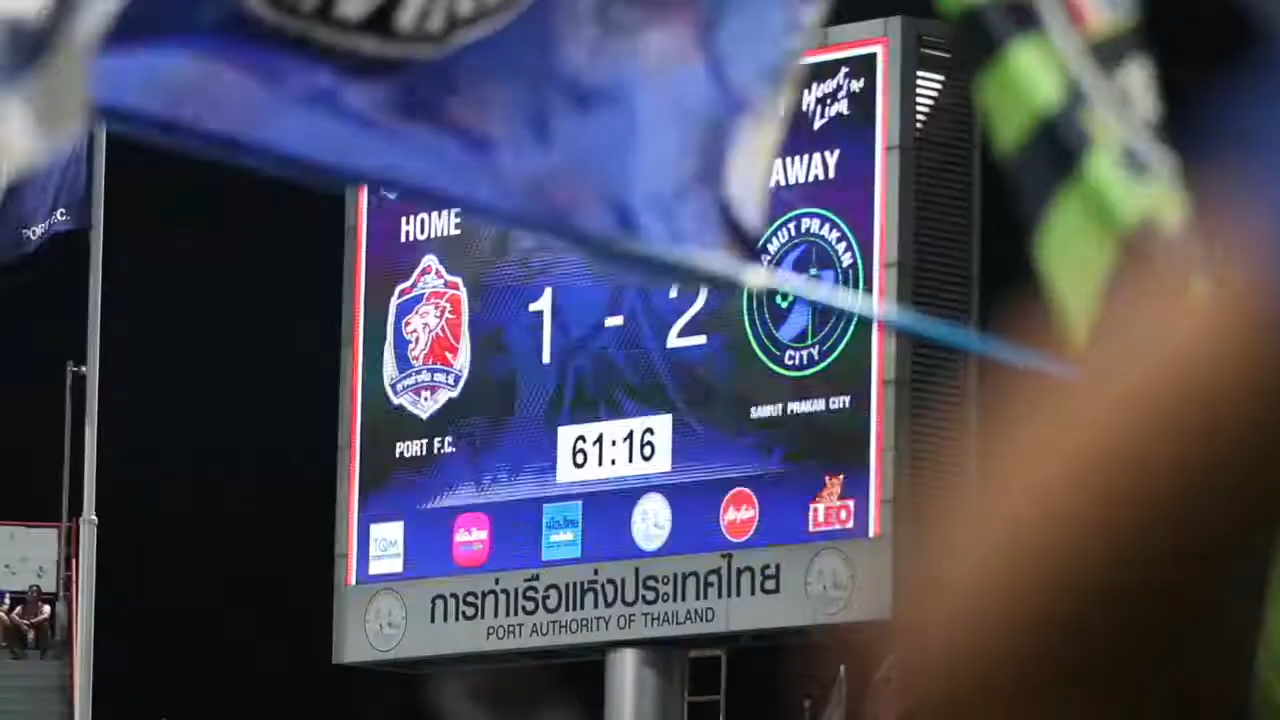 Heart
of the
Lion
PORT F.C.
HOME
AWAY
1 - 2
AMUT PRAKAN
CITY
PORT F.C.
SAMUT PRAKAN CITY
61:16
TQM
AirAsia
LEO
การท่าเรือแห่งประเทศไทย
PORT AUTHORITY OF THAILAND